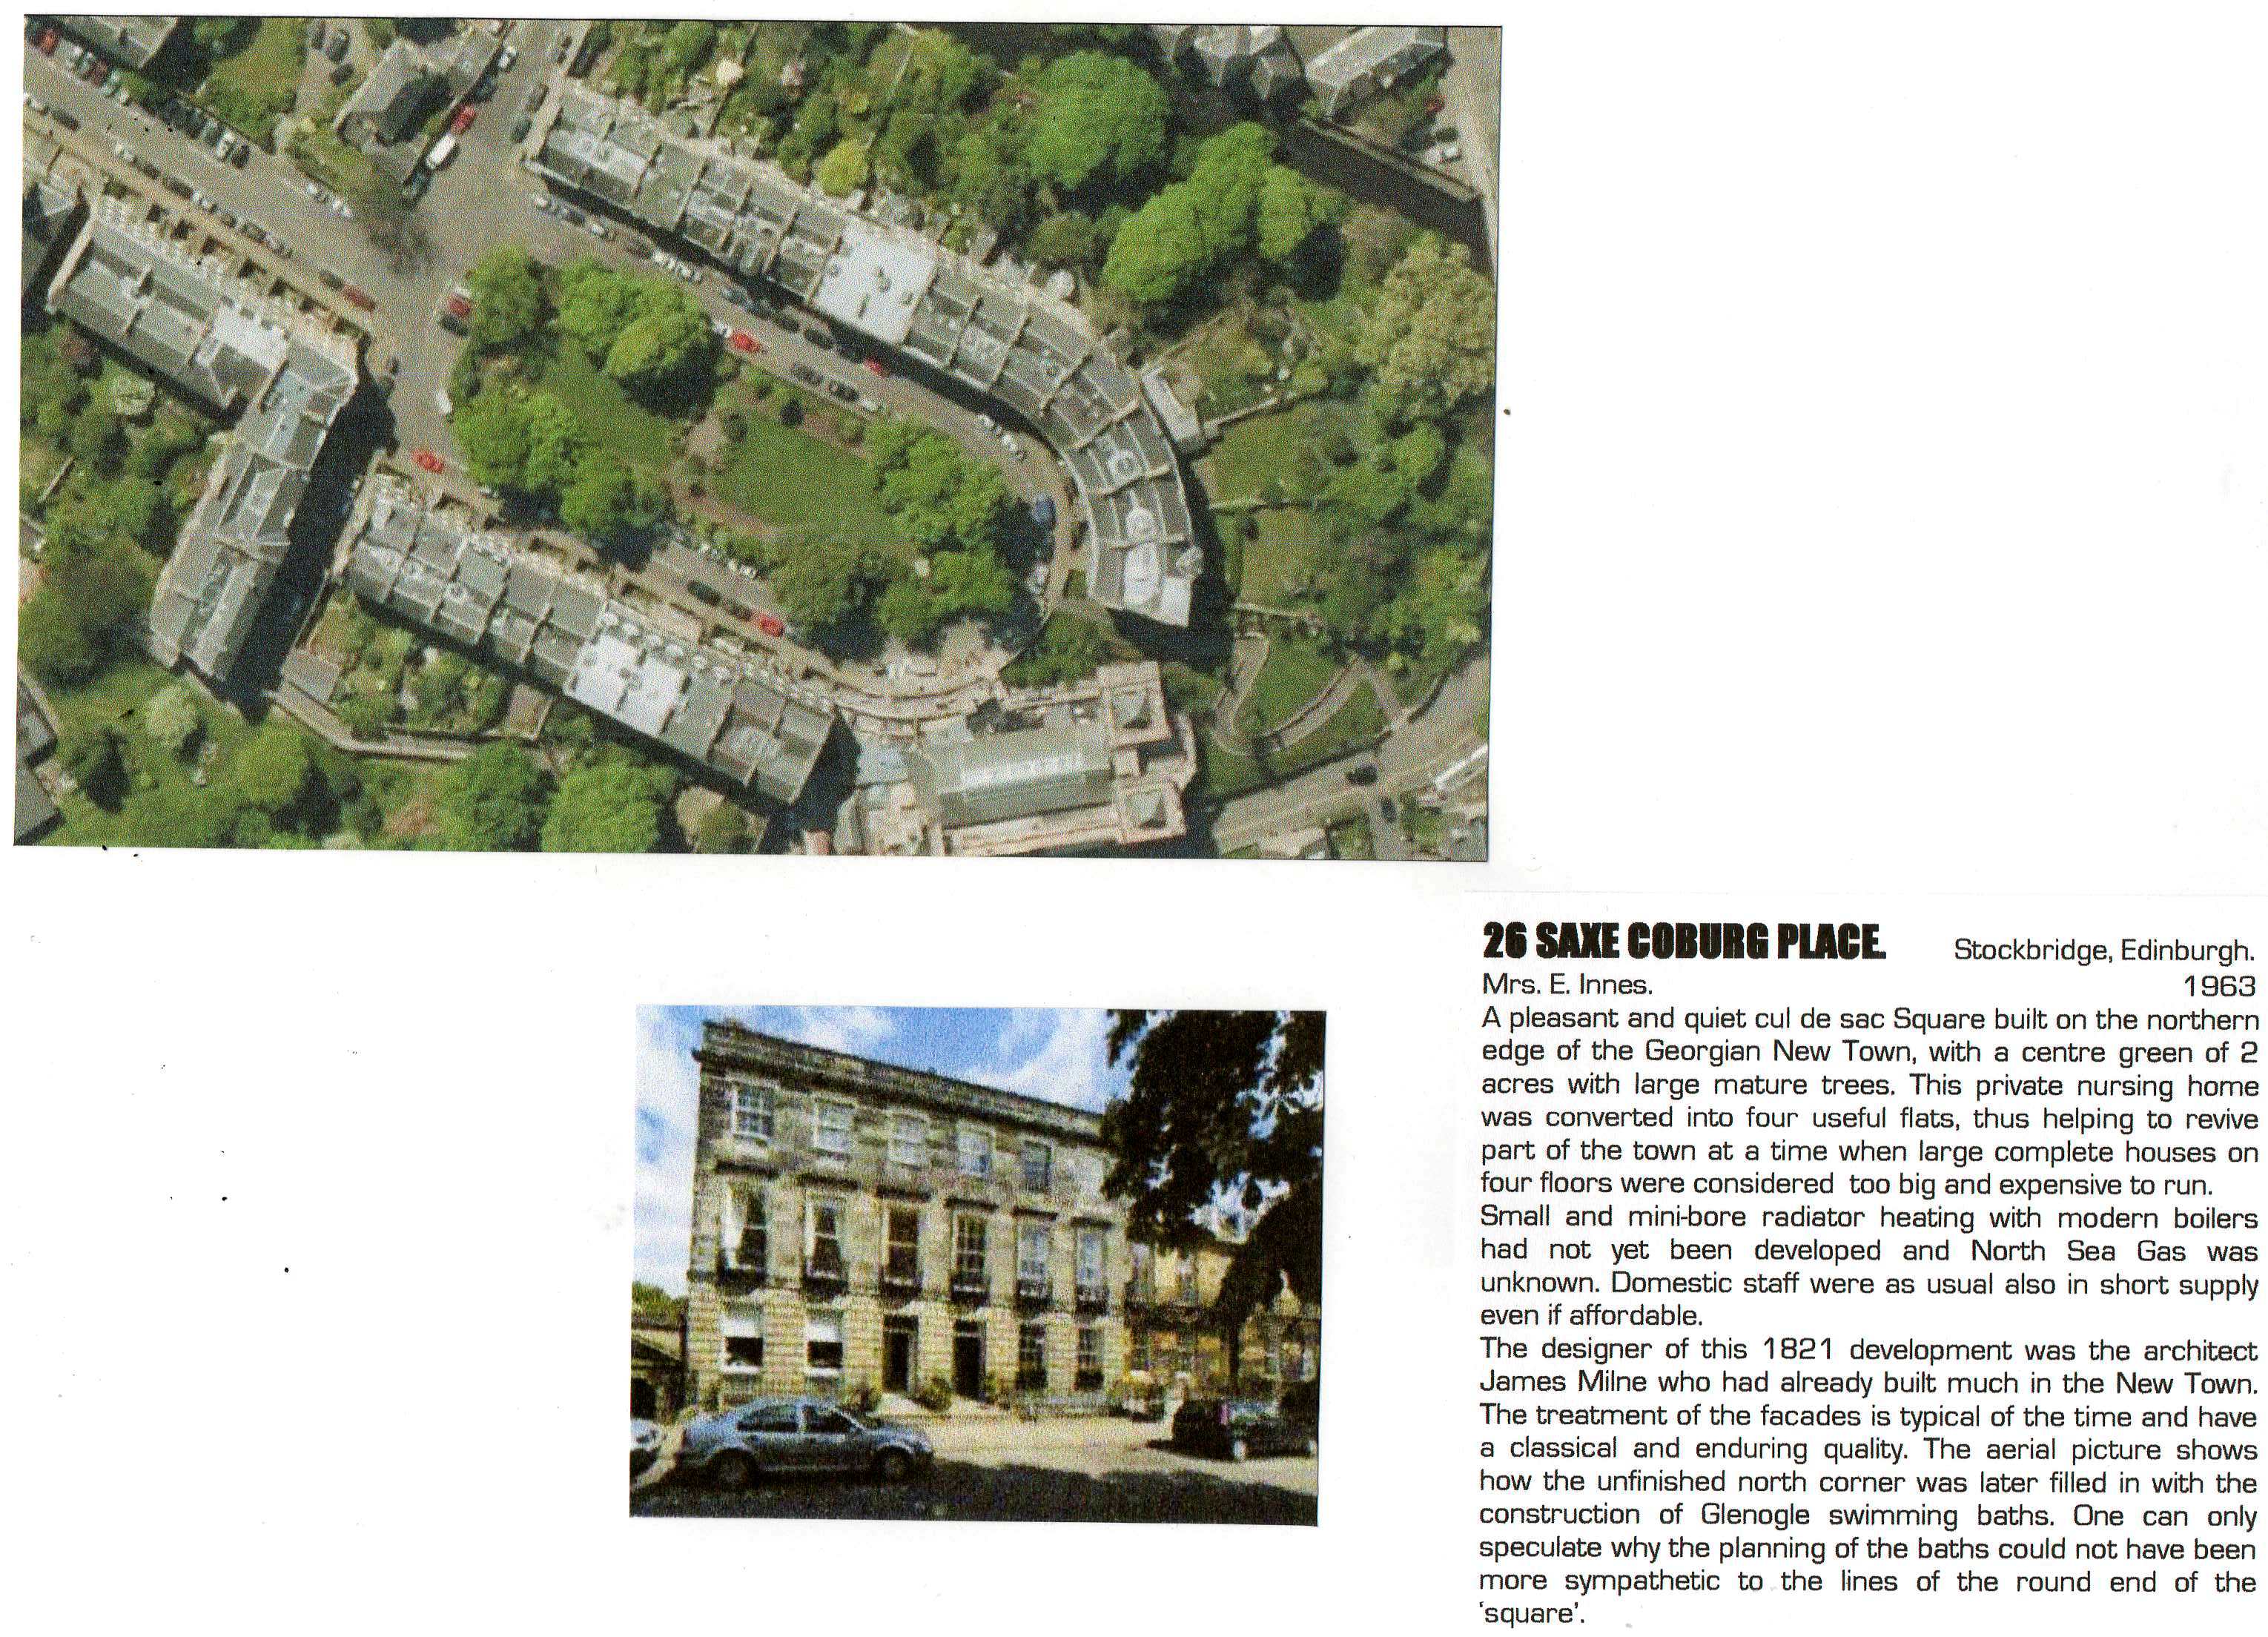 26 SAXE COBURG PLACE. Stockbridge, Edinburgh.
Mrs. E. Innes. 1963
A pleasant and quiet cul de sac Square built on the northern
edge of the Georgian New Town, with a centre green of 2
acres with large mature trees. This private nursing home
was converted into four useful flats, thus helping to revive
part of the town at a time when large complete houses on
four floors were considered too big and expensive to run.
Small and mini-bore radiator heating with modern boilers
had not yet been developed and North Sea Gas was
unknown. Domestic staff were as usual also in short supply
even if affordable.
The designer of this 1821 development was the architect
James Milne who had already built much in the New Town.
The treatment of the facades is typical of the time and have
a classical and enduring quality. The aerial picture shows
how the unfinished north corner was later filled in with the
construction of Glenogle swimming baths. One can only
speculate why the planning of the baths could not have been
more sympathetic to the lines of the round end of the
‘square’.